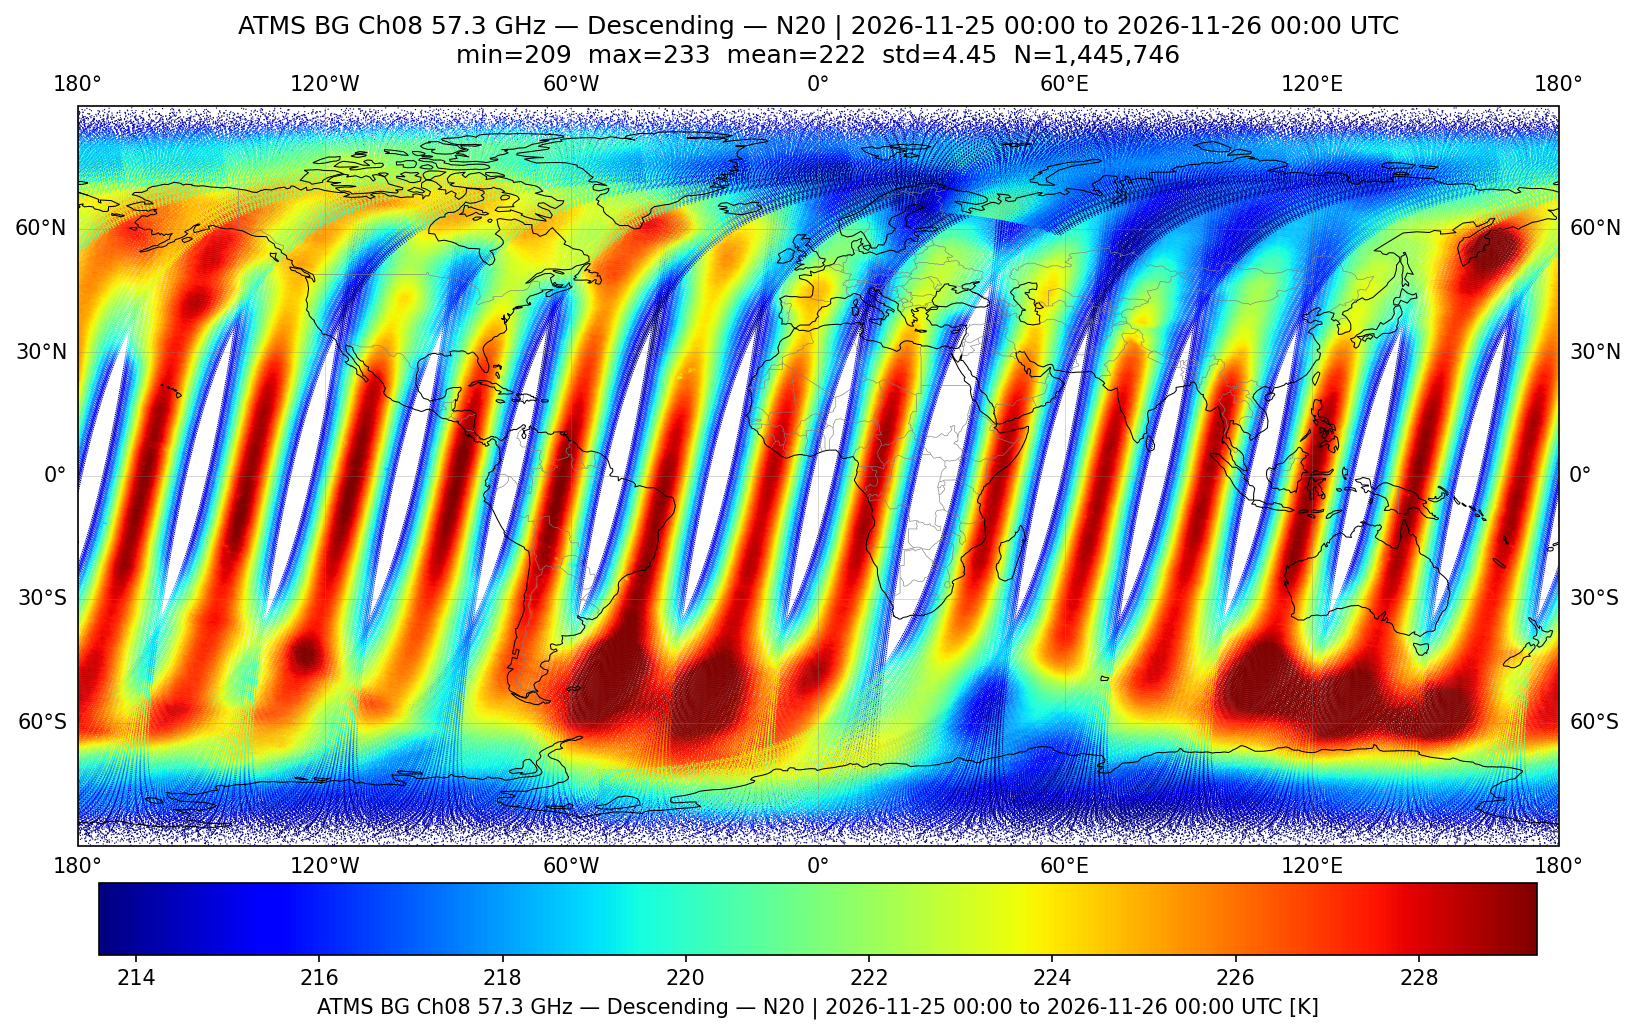 ATMS BG Ch08 57.3 GHz — Descending — N20 | 2026-11-25 00:00 to 2026-11-26 00:00 UTC
min=209 max=233 mean=222 std=4.45 N=1,445,746
180° 120°W 60°W 0° 60°E 120°E 180°
60°N 60°N
30°N 30°N
0° 0°
30°S 30°S
60°S 60°S
180° 120°W 60°W 0° 60°E 120°E 180°
214 216 218 220 222 224 226 228
ATMS BG Ch08 57.3 GHz — Descending — N20 | 2026-11-25 00:00 to 2026-11-26 00:00 UTC [K]